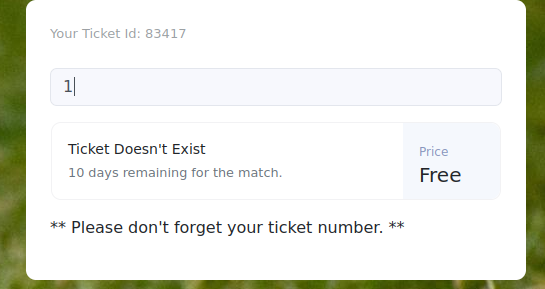 Your Ticket Id: 83417
1
Ticket Doesn't Exist
10 days remaining for the match.
Price
Free
** Please don't forget your ticket number. **